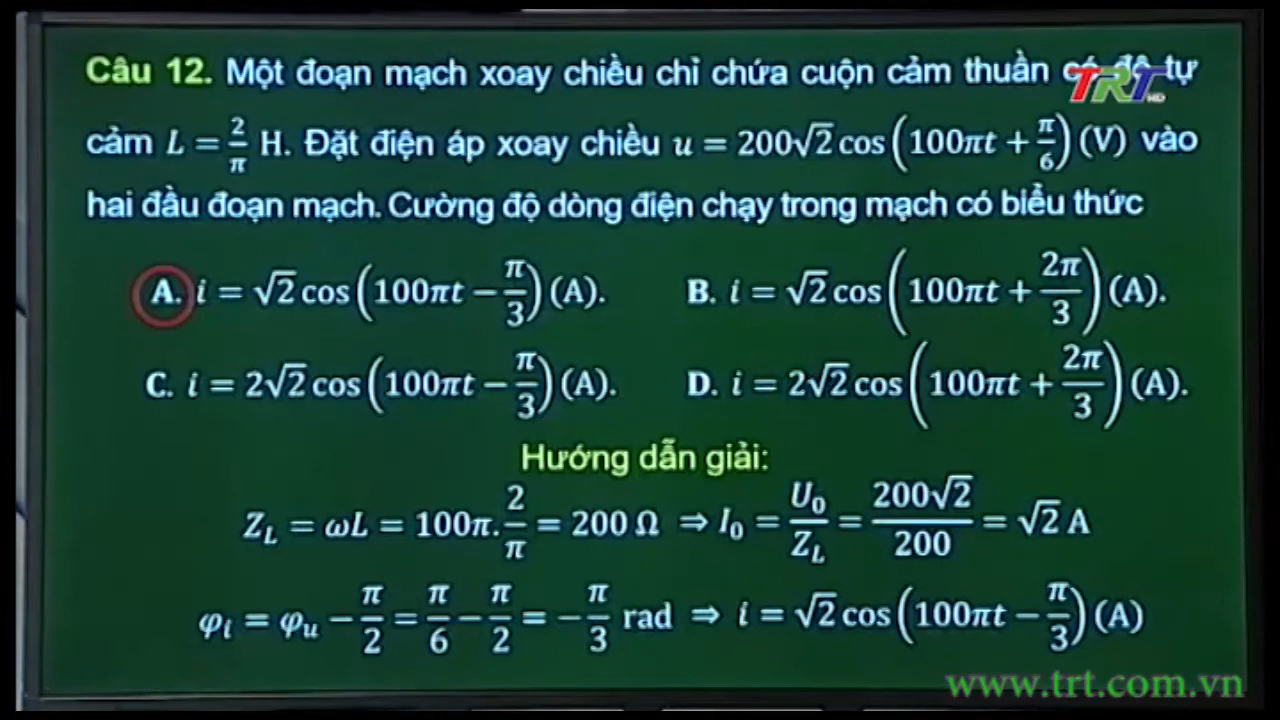 Câu 12. Một đoạn mạch xoay chiều chỉ chứa cuộn cảm thuần có độ tự
TRT HD
cảm L = 2/π H. Đặt điện áp xoay chiều u = 200√2 cos(100πt + π/6) (V) vào
hai đầu đoạn mạch. Cường độ dòng điện chạy trong mạch có biểu thức
A. i = √2 cos(100πt − π/3) (A). B. i = √2 cos(100πt + 2π/3) (A).
C. i = 2√2 cos(100πt − π/3) (A). D. i = 2√2 cos(100πt + 2π/3) (A).
Hướng dẫn giải:
Z_L = ωL = 100π. 2/π = 200 Ω ⇒ I₀ = U₀/Z_L = 200√2/200 = √2 A
φ_i = φ_u − π/2 = π/6 − π/2 = − π/3 rad ⇒ i = √2 cos(100πt − π/3) (A)
www.trt.com.vn